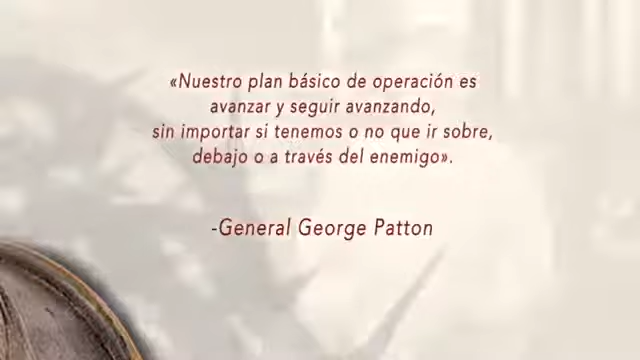 «Nuestro plan básico de operación es
avanzar y seguir avanzando,
sin importar si tenemos o no que ir sobre,
debajo o a través del enemigo».
-General George Patton